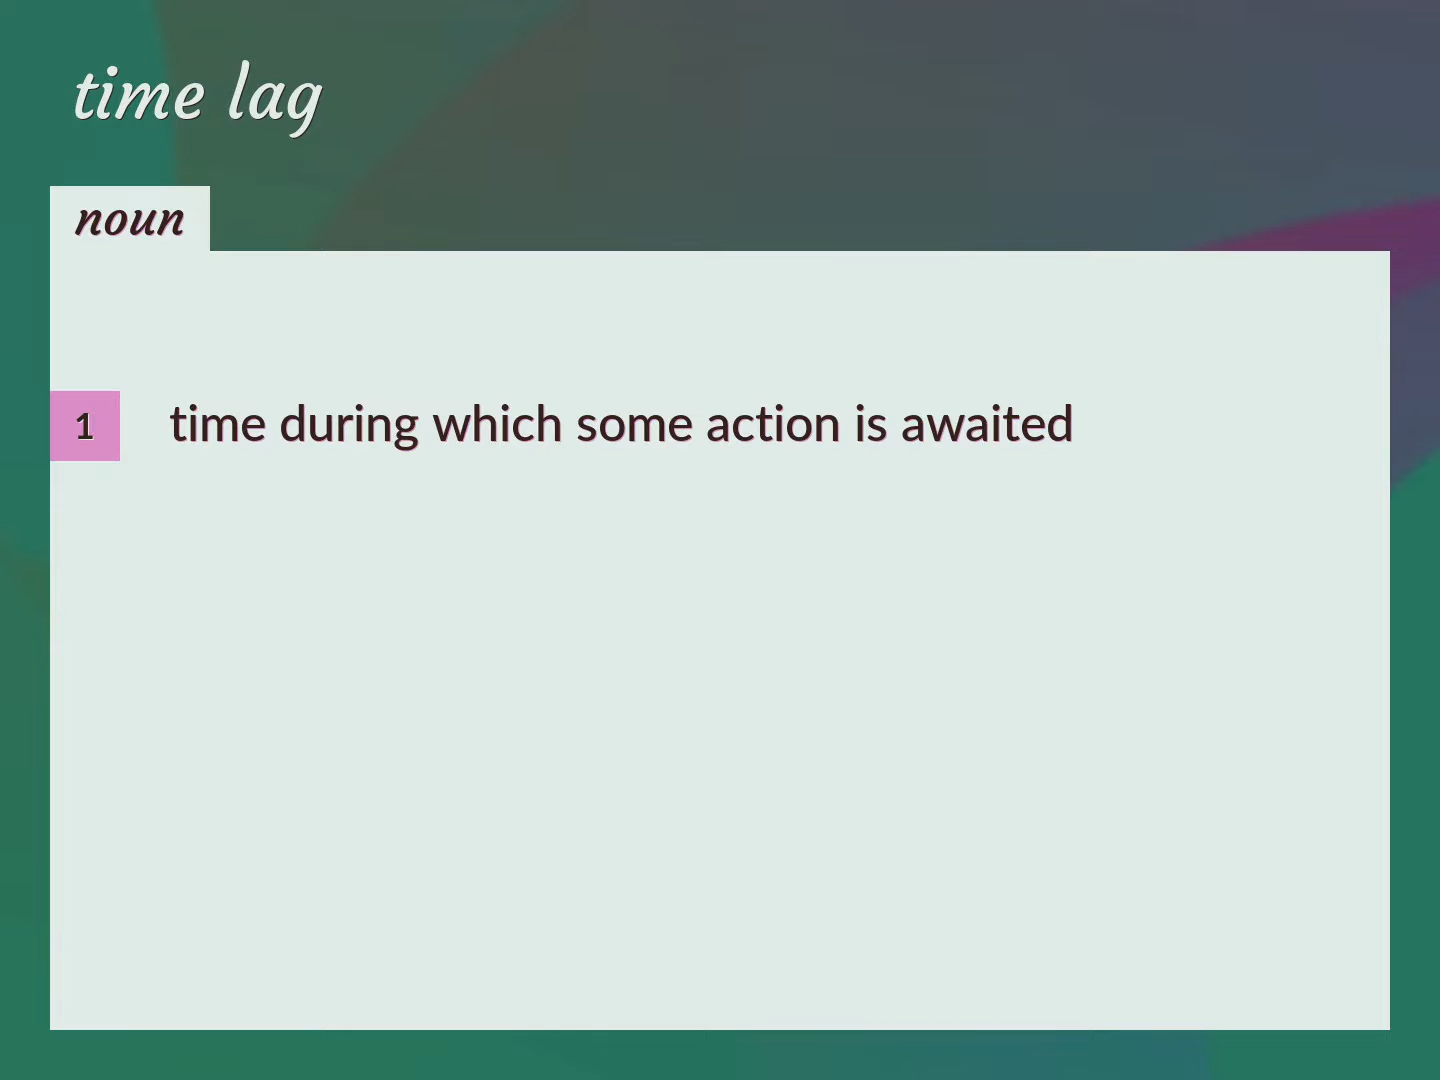 time lag
noun
1 time during which some action is awaited